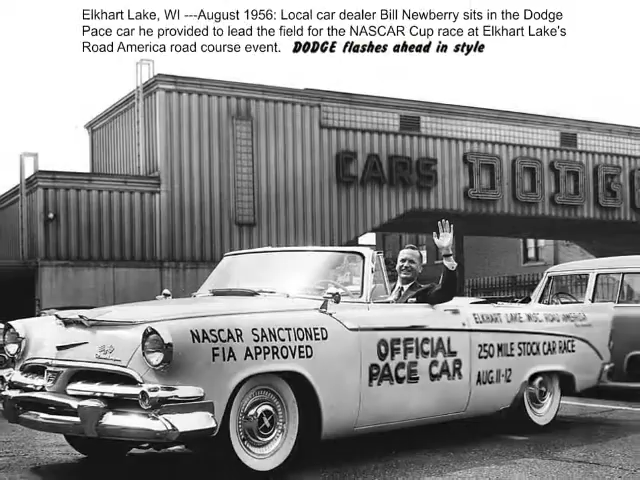 Elkhart Lake, WI ---August 1956: Local car dealer Bill Newberry sits in the Dodge
Pace car he provided to lead the field for the NASCAR Cup race at Elkhart Lake's
Road America road course event. DODGE flashes ahead in style
CARS DODGE
NASCAR SANCTIONED
FIA APPROVED
OFFICIAL
PACE CAR
ELKHART LAKE WISC. ROAD AMERICA
250 MILE STOCK CAR RACE
AUG. 11-12